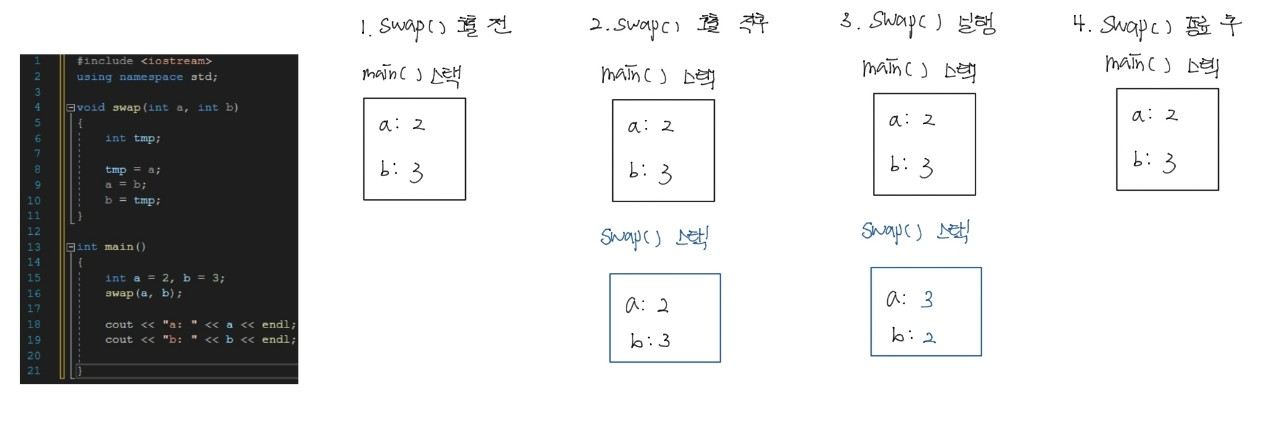 1 #include <iostream>
2 using namespace std;
3
4 void swap(int a, int b)
5 {
6 int tmp;
7
8 tmp = a;
9 a = b;
10 b = tmp;
11 }
12
13 int main()
14 {
15 int a = 2, b = 3;
16 swap(a, b);
17
18 cout << "a: " << a << endl;
19 cout << "b: " << b << endl;
20
21 }
1. Swap() 호출 전
main() 스택
a: 2
b: 3
2. Swap() 호출 직후
main() 스택
a: 2
b: 3
Swap() 스택
a: 2
b: 3
3. Swap() 실행
main() 스택
a: 2
b: 3
Swap() 스택
a: 3
b: 2
4. Swap() 종료 후
main() 스택
a: 2
b: 3